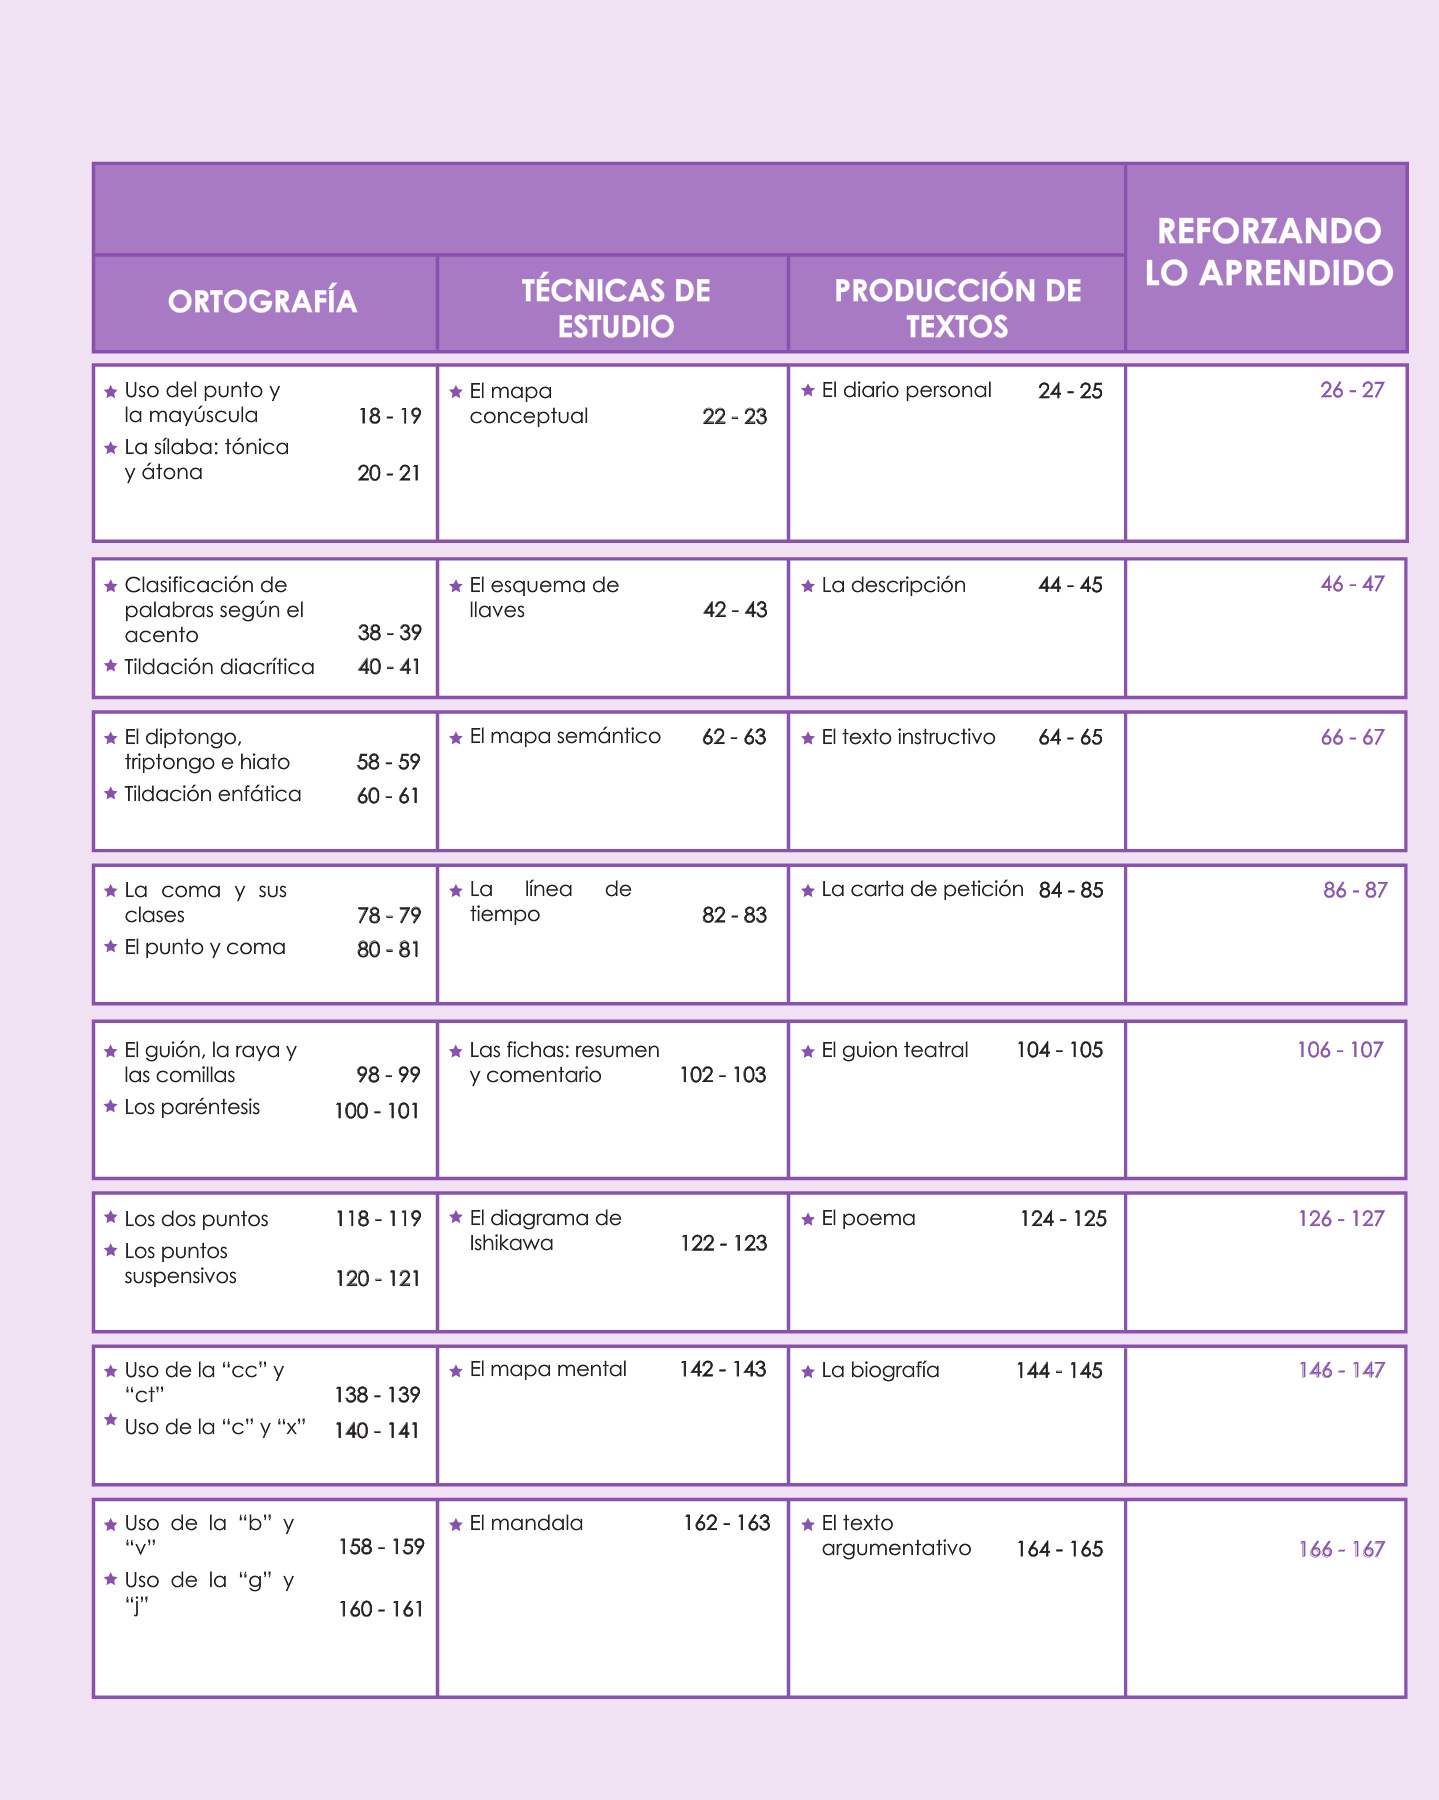 REFORZANDO
LO APRENDIDO
ORTOGRAFÍA
TÉCNICAS DE
ESTUDIO
PRODUCCIÓN DE
TEXTOS
★ Uso del punto y
la mayúscula 18 - 19
★ La sílaba: tónica
y átona 20 - 21
★ El mapa
conceptual 22 - 23
★ El diario personal 24 - 25
26 - 27
★ Clasificación de
palabras según el
acento 38 - 39
★ Tildación diacrítica 40 - 41
★ El esquema de
llaves 42 - 43
★ La descripción 44 - 45
46 - 47
★ El diptongo,
triptongo e hiato 58 - 59
★ Tildación enfática 60 - 61
★ El mapa semántico 62 - 63
★ El texto instructivo 64 - 65
66 - 67
★ La coma y sus
clases 78 - 79
★ El punto y coma 80 - 81
★ La línea de
tiempo 82 - 83
★ La carta de petición 84 - 85
86 - 87
★ El guión, la raya y
las comillas 98 - 99
★ Los paréntesis 100 - 101
★ Las fichas: resumen
y comentario 102 - 103
★ El guion teatral 104 - 105
106 - 107
★ Los dos puntos 118 - 119
★ Los puntos
suspensivos 120 - 121
★ El diagrama de
Ishikawa 122 - 123
★ El poema 124 - 125
126 - 127
★ Uso de la “cc” y
“ct” 138 - 139
★ Uso de la “c” y “x” 140 - 141
★ El mapa mental 142 - 143
★ La biografía 144 - 145
146 - 147
★ Uso de la “b” y
“v” 158 - 159
★ Uso de la “g” y
“j” 160 - 161
★ El mandala 162 - 163
★ El texto
argumentativo 164 - 165
166 - 167